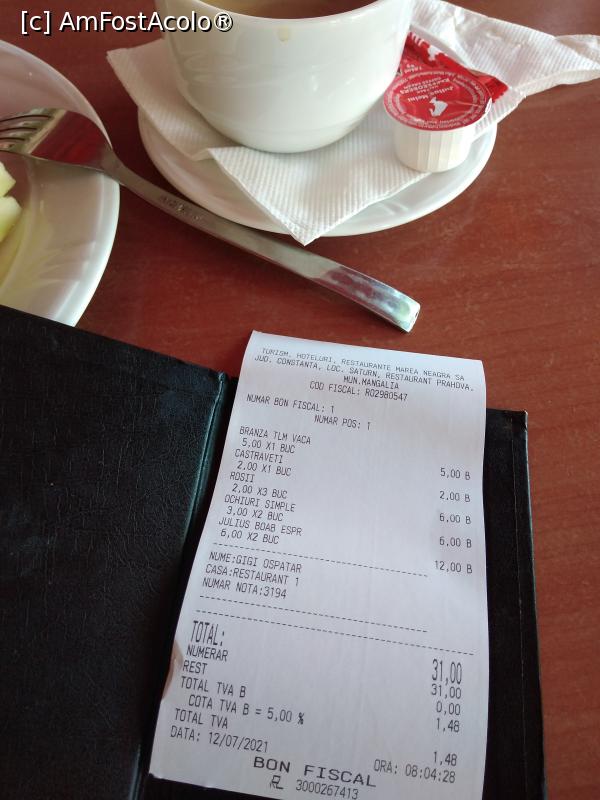 [c] AmFostAcolo®
Julius Meinl
TURISM, HOTELURI, RESTAURANTE MAREA NEAGRA SA
JUD. CONSTANTA, LOC. SATURN, RESTAURANT PRAHOVA,
MUN.MANGALIA
COD FISCAL: RO2980547
NUMAR BON FISCAL: 1
NUMAR POS: 1
BRANZA TLM VACA
5,00 X1 BUC 5,00 B
CASTRAVETI
2,00 X1 BUC 2,00 B
ROSII
2,00 X3 BUC 6,00 B
OCHIURI SIMPLE
3,00 X2 BUC 6,00 B
JULIUS BOAB ESPR
6,00 X2 BUC 12,00 B
NUME:GIGI OSPATAR
CASA:RESTAURANT 1
NUMAR NOTA:3194
TOTAL: 31,00
NUMERAR 31,00
REST 0,00
TOTAL TVA B 1,48
COTA TVA B = 5,00 %
TOTAL TVA 1,48
DATA: 12/07/2021 ORA: 08:04:28
BON FISCAL
3000267413